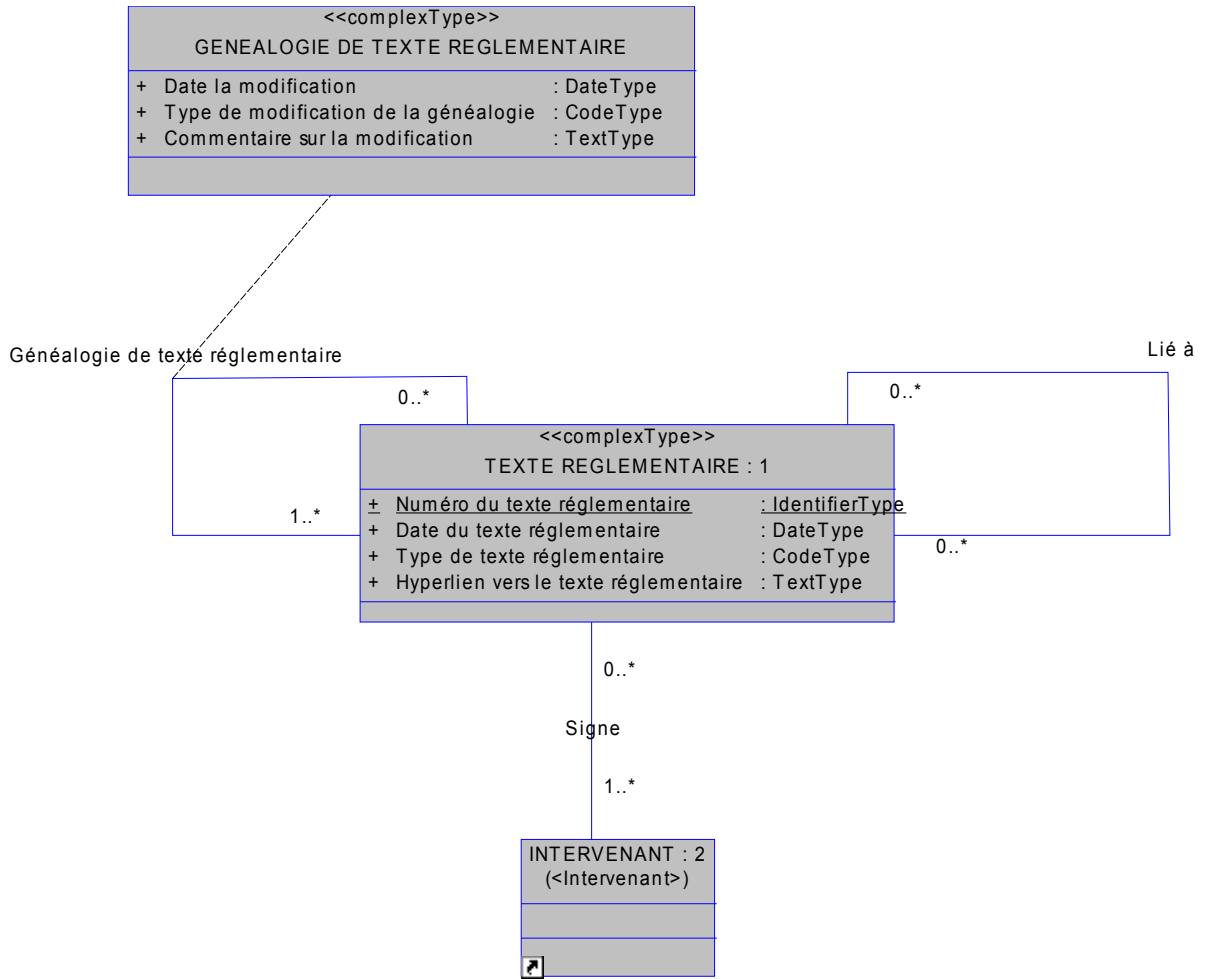 <<complexType>>
GENEALOGIE DE TEXTE REGLEMENTAIRE
+ Date la modification : DateType
+ Type de modification de la généalogie : CodeType
+ Commentaire sur la modification : TextType
Généalogie de texte réglementaire
Lié à
0..*
0..*
<<complexType>>
TEXTE REGLEMENTAIRE : 1
+ Numéro du texte réglementaire : IdentifierType
+ Date du texte réglementaire : DateType
+ Type de texte réglementaire : CodeType
+ Hyperlien vers le texte réglementaire : TextType
1..*
0..*
0..*
Signe
1..*
INTERVENANT : 2
(<Intervenant>)